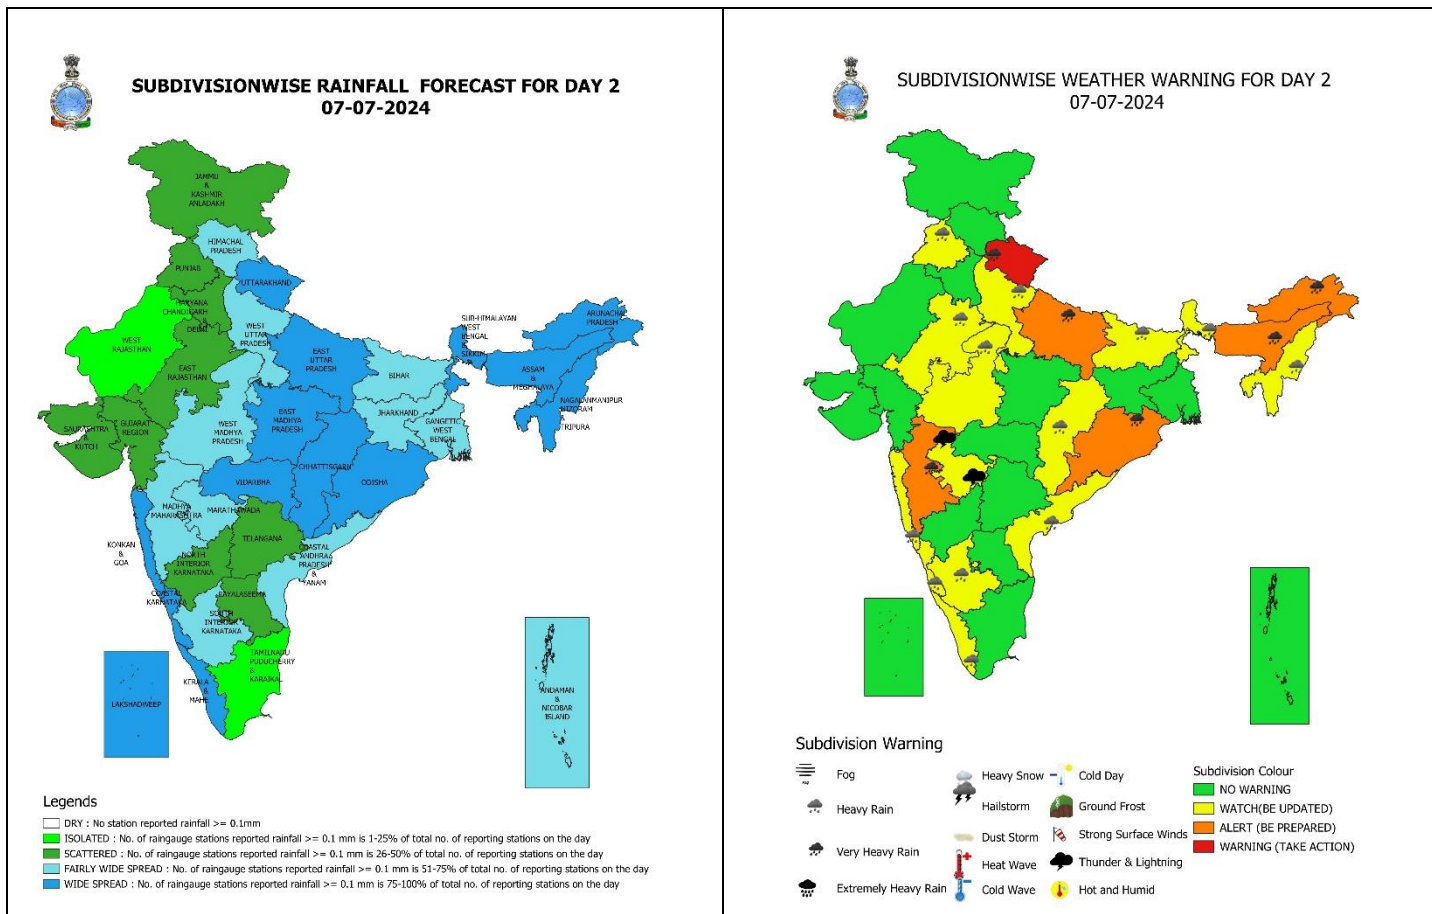 SUBDIVISIONWISE RAINFALL FORECAST FOR DAY 2
07-07-2024
JAMMU
&
KASHMIR
ANLADAKH
HIMACHAL
PRADESH
PUNJAB
UTTARAKHAND
HARYANA
CHANDIGARH
&
DELHI
WEST
RAJASTHAN
WEST
UTTAR
PRADESH
EAST
RAJASTHAN
EAST
UTTAR
PRADESH
SUB-HIMALAYAN
WEST
BENGAL
&
SIKKIM
ARUNACHAL
PRADESH
ASSAM
&
MEGHALAYA
NAGALANMANIPUR
MIZORAM
&
TRIPURA
BIHAR
JHARKHAND
GANGETIC
WEST
BENGAL
SAURASHTRA
&
KUTCH
GUJARAT
REGION
WEST
MADHYA
PRADESH
EAST
MADHYA
PRADESH
CHHATTISGARH
VIDARBHA
ODISHA
MADHYA
MAHARASHTRA
MARATHAWADA
TELANGANA
KONKAN
&
GOA
NORTH
INTERIOR
KARNATAKA
COASTAL
ANDHRA
PRADESH
&
YANAM
COASTAL
KARNATAKA
RAYALASEEMA
SOUTH
INTERIOR
KARNATAKA
TAMILNADU
PUDUCHERRY
&
KARAIKAL
KERALA
&
MAHE
LAKSHADWEEP
ANDAMAN
&
NICOBAR
ISLAND
Legends
DRY : No station reported rainfall >= 0.1mm
ISOLATED : No. of raingauge stations reported rainfall >= 0.1 mm is 1-25% of total no. of reporting stations on the day
SCATTERED : No. of raingauge stations reported rainfall >= 0.1 mm is 26-50% of total no. of reporting stations on the day
FAIRLY WIDE SPREAD : No. of raingauge stations reported rainfall >= 0.1 mm is 51-75% of total no. of reporting stations on the day
WIDE SPREAD : No. of raingauge stations reported rainfall >= 0.1 mm is 75-100% of total no. of reporting stations on the day
SUBDIVISIONWISE WEATHER WARNING FOR DAY 2
07-07-2024
Subdivision Warning
Fog
Heavy Rain
Very Heavy Rain
Extremely Heavy Rain
Heavy Snow
Hailstorm
Dust Storm
Heat Wave
Cold Wave
Cold Day
Ground Frost
Strong Surface Winds
Thunder & Lightning
Hot and Humid
Subdivision Colour
NO WARNING
WATCH(BE UPDATED)
ALERT (BE PREPARED)
WARNING (TAKE ACTION)